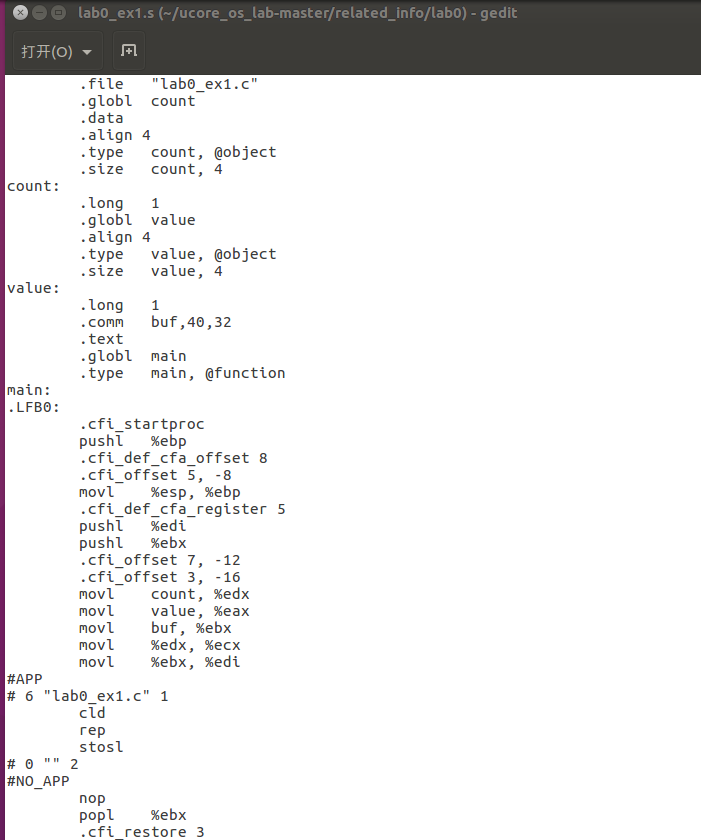 lab0_ex1.s (~/ucore_os_lab-master/related_info/lab0) - gedit
打开(O)
.file "lab0_ex1.c"
.globl count
.data
.align 4
.type count, @object
.size count, 4
count:
.long 1
.globl value
.align 4
.type value, @object
.size value, 4
value:
.long 1
.comm buf,40,32
.text
.globl main
.type main, @function
main:
.LFB0:
.cfi_startproc
pushl %ebp
.cfi_def_cfa_offset 8
.cfi_offset 5, -8
movl %esp, %ebp
.cfi_def_cfa_register 5
pushl %edi
pushl %ebx
.cfi_offset 7, -12
.cfi_offset 3, -16
movl count, %edx
movl value, %eax
movl buf, %ebx
movl %edx, %ecx
movl %ebx, %edi
#APP
# 6 "lab0_ex1.c" 1
cld
rep
stosl
# 0 "" 2
#NO_APP
nop
popl %ebx
.cfi_restore 3